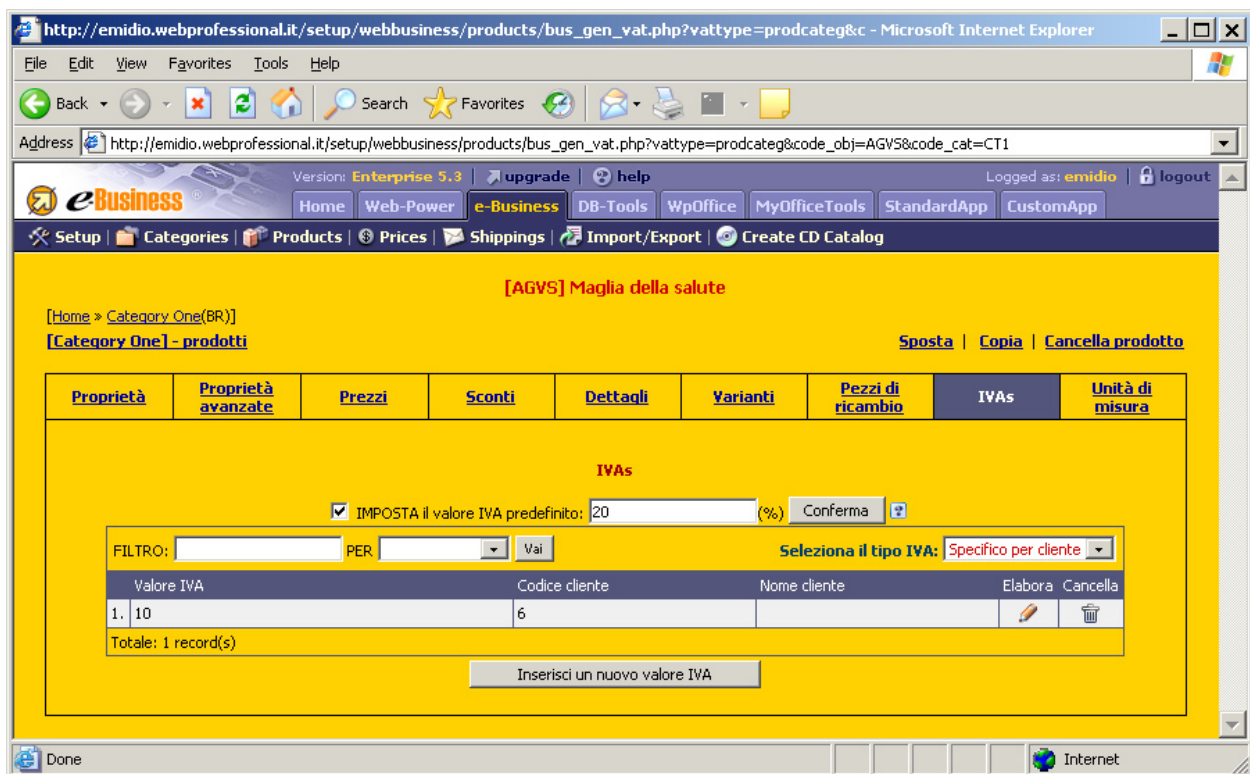 http://emidio.webprofessional.it/setup/webbusiness/products/bus_gen_vat.php?vattype=prodcateg&c - Microsoft Internet Explorer
File Edit View Favorites Tools Help
Back Search Favorites
Address http://emidio.webprofessional.it/setup/webbusiness/products/bus_gen_vat.php?vattype=prodcateg&code_obj=AGVS&code_cat=CT1
Version: Enterprise 5.3 | upgrade | help Logged as: emidio | logout
e-Business ® Home Web-Power e-Business DB-Tools WpOffice MyOfficeTools StandardApp CustomApp
Setup | Categories | Products | Prices | Shippings | Import/Export | Create CD Catalog
[AGVS] Maglia della salute
[Home » Category One(BR)]
[Category One] - prodotti Sposta | Copia | Cancella prodotto
Proprietà Proprietà avanzate Prezzi Sconti Dettagli Varianti Pezzi di ricambio IVAs Unità di misura
IVAs
IMPOSTA il valore IVA predefinito: 20 (%) Conferma ?
FILTRO: PER Vai Seleziona il tipo IVA: Specifico per cliente
Valore IVA Codice cliente Nome cliente Elabora Cancella
1. 10 6
Totale: 1 record(s)
Inserisci un nuovo valore IVA
Done Internet